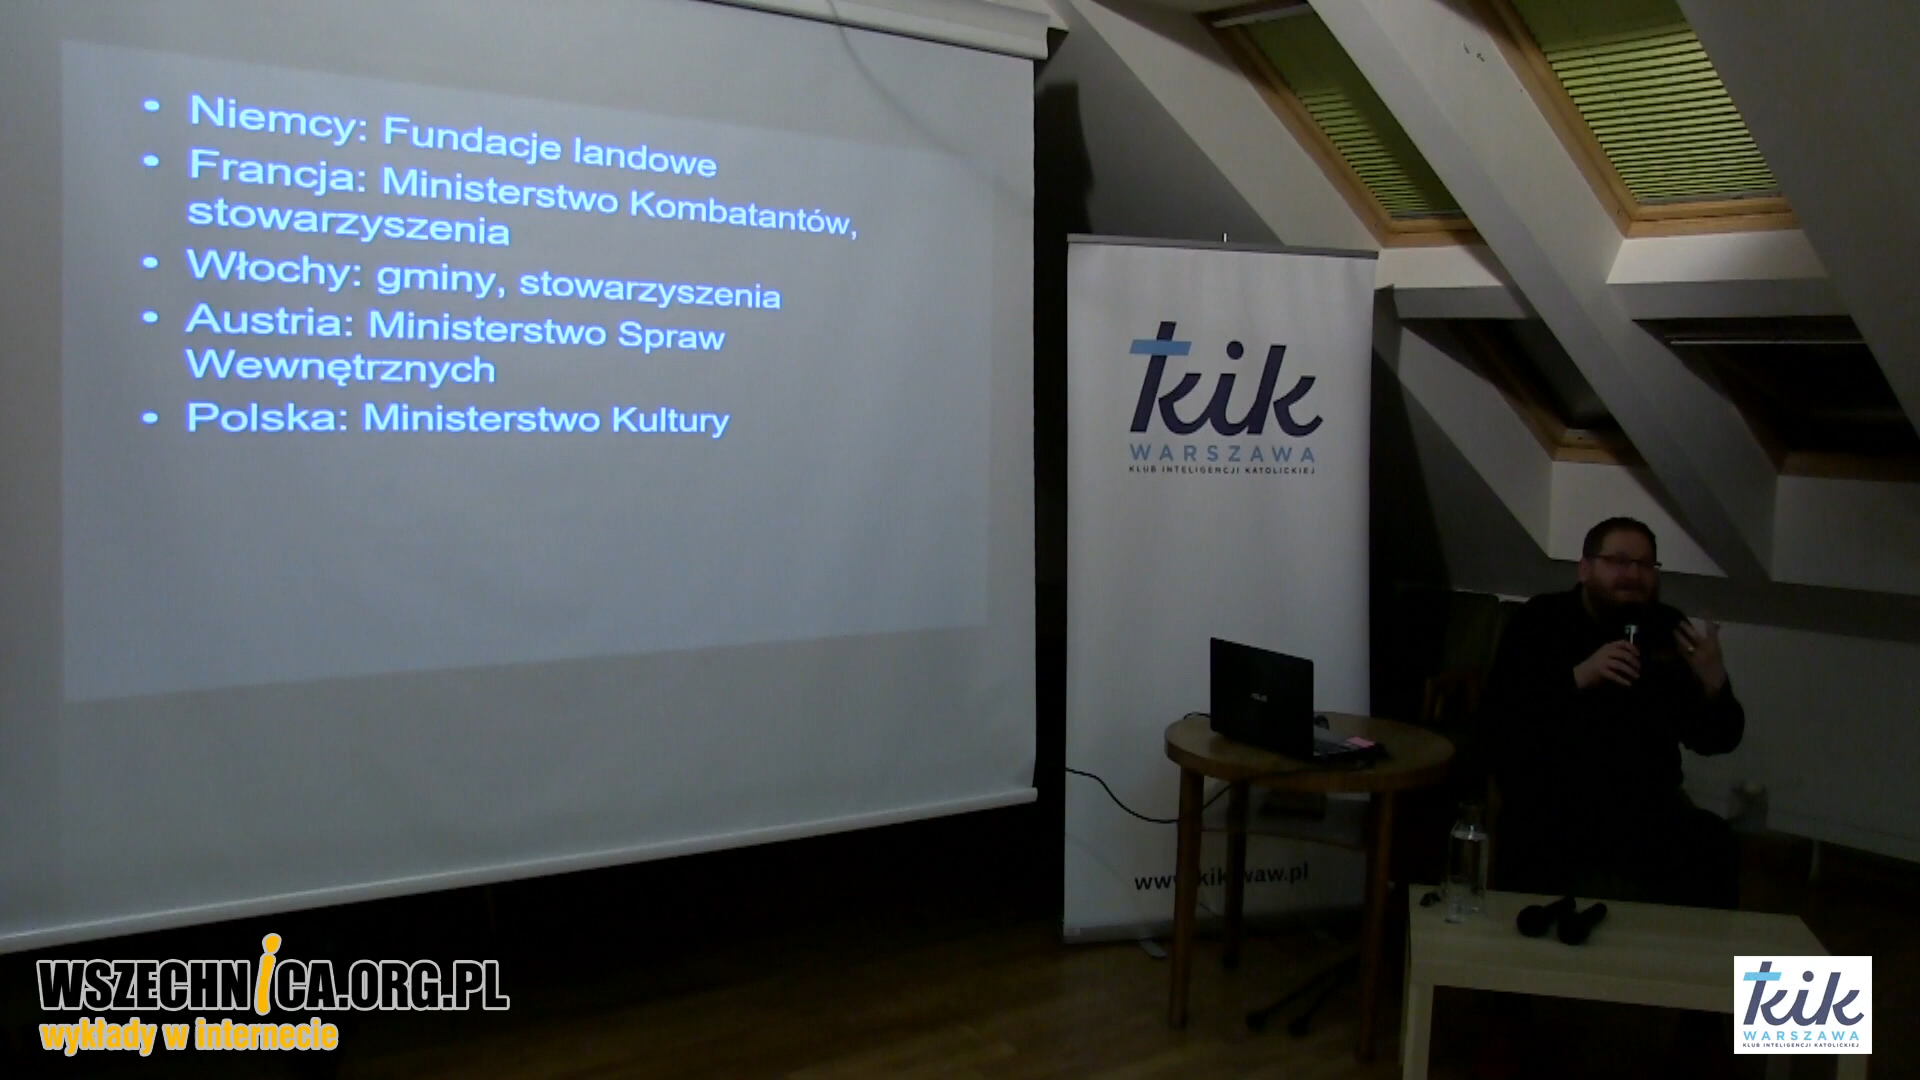 • Niemcy: Fundacje landowe
• Francja: Ministerstwo Kombatantów,
stowarzyszenia
• Włochy: gminy, stowarzyszenia
• Austria: Ministerstwo Spraw
Wewnętrznych
• Polska: Ministerstwo Kultury
kik
WARSZAWA
KLUB INTELIGENCJI KATOLICKIEJ
ASUS
WSZECHNICA.ORG.PL
wykłady w internecie
kik
WARSZAWA
KLUB INTELIGENCJI KATOLICKIEJ